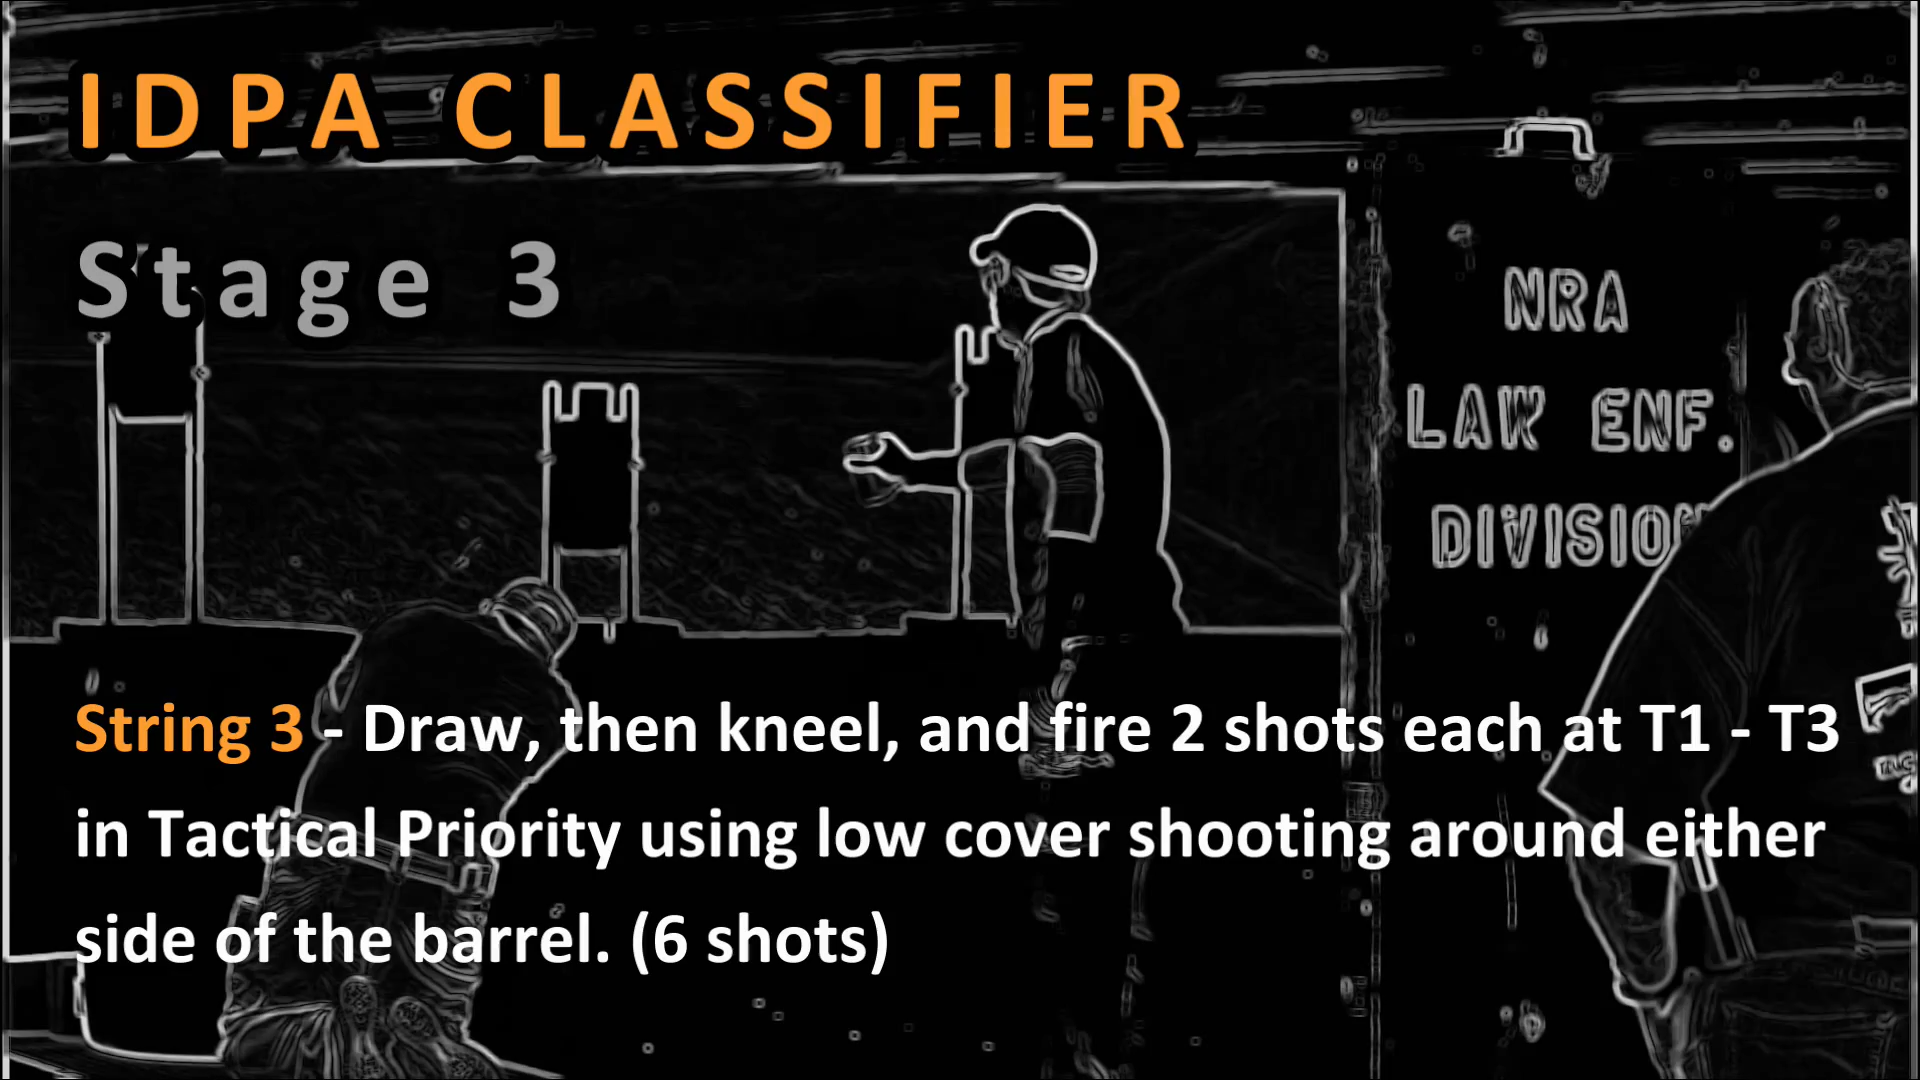 IDPA CLASSIFIER
Stage 3
NRA
LAW ENF.
DIVISION
String 3 - Draw, then kneel, and fire 2 shots each at T1 - T3
in Tactical Priority using low cover shooting around either
side of the barrel. (6 shots)